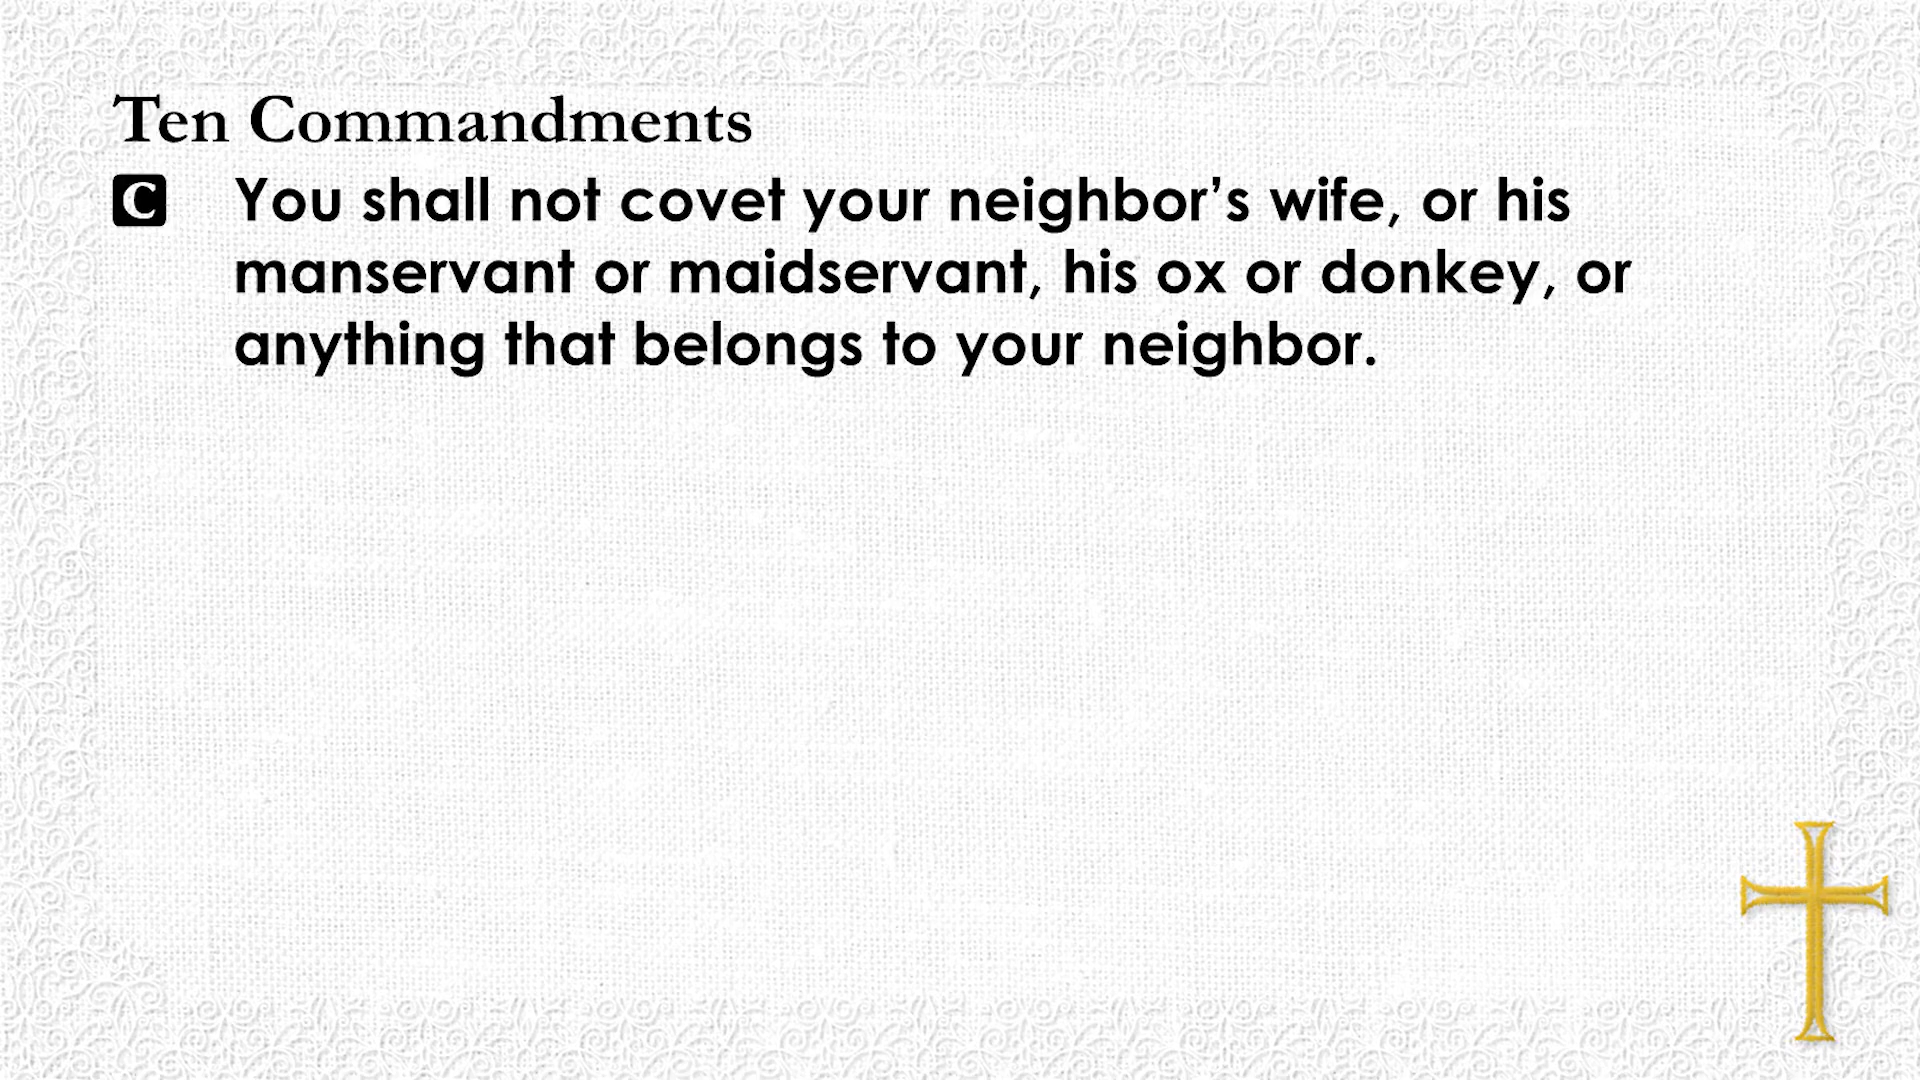 Ten Commandments
C You shall not covet your neighbor’s wife, or his
manservant or maidservant, his ox or donkey, or
anything that belongs to your neighbor.